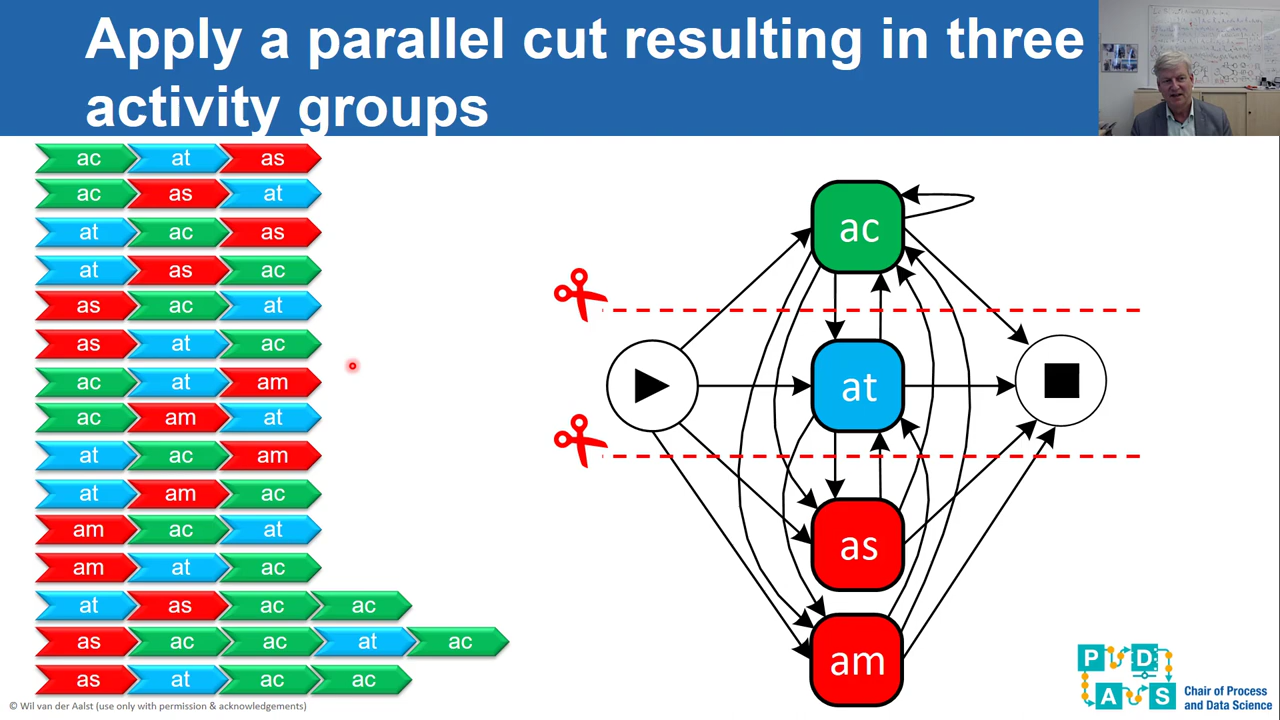 Apply a parallel cut resulting in three
activity groups
ac at as
ac as at
at ac as
at as ac
as ac at
as at ac
ac at am
ac am at
at ac am
at am ac
am ac at
am at ac
at as ac ac
as ac ac at ac
as at ac ac
ac
at
as
am
P D
A S
Chair of Process
and Data Science
© Wil van der Aalst (use only with permission & acknowledgements)